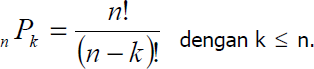 ₙPₖ = n! / (n − k)! dengan k ≤ n.